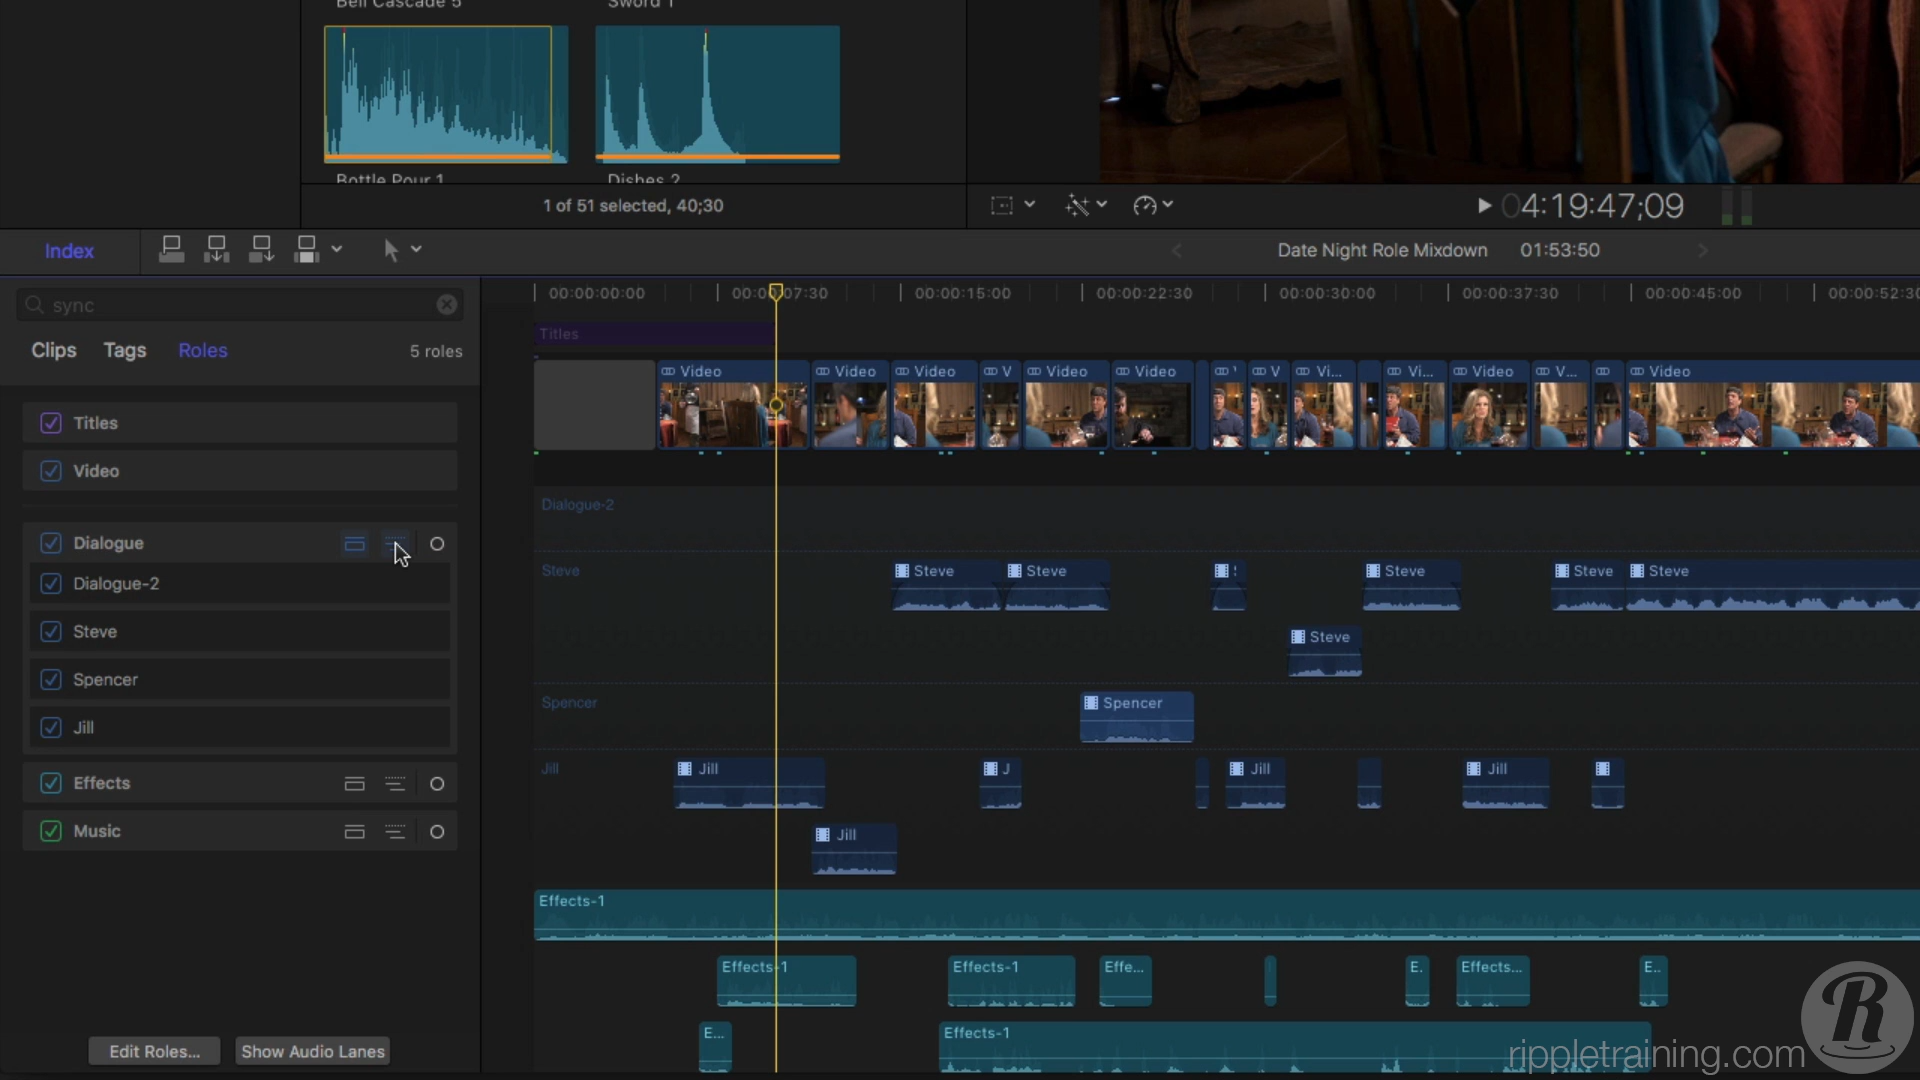 Bell Cascade 5
Sword 1
Bottle Pour 1
Dishes 2
1 of 51 selected, 40;30
04:19:47;09
Index
Date Night Role Mixdown
01:53:50
sync
Clips
Tags
Roles
5 roles
00:00:00:00
00:00:07:30
00:00:15:00
00:00:22:30
00:00:30:00
00:00:37:30
00:00:45:00
00:00:52:30
Titles
Video
Video
Video
V
Video
Video
V
Vi...
Vi...
Video
V...
Video
Titles
Video
Dialogue
Dialogue-2
Steve
Spencer
Jill
Effects
Music
Dialogue-2
Steve
Steve
Steve
Steve
Steve
Steve
Steve
Spencer
Spencer
Jill
Jill
J
Jill
Jill
Jill
Effects-1
Effects-1
Effects-1
Effe...
E.
Effects...
E..
E...
Effects-1
Edit Roles...
Show Audio Lanes
R
rippletraining.com